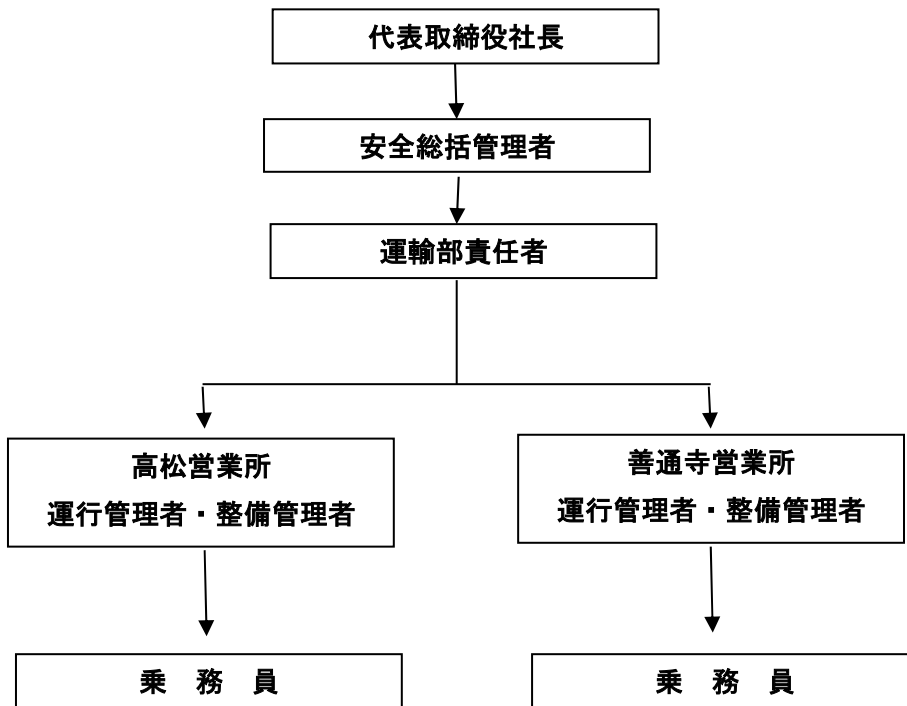 代表取締役社長
安全総括管理者
運輸部責任者
高松営業所
運行管理者・整備管理者
善通寺営業所
運行管理者・整備管理者
乗　務　員
乗　務　員